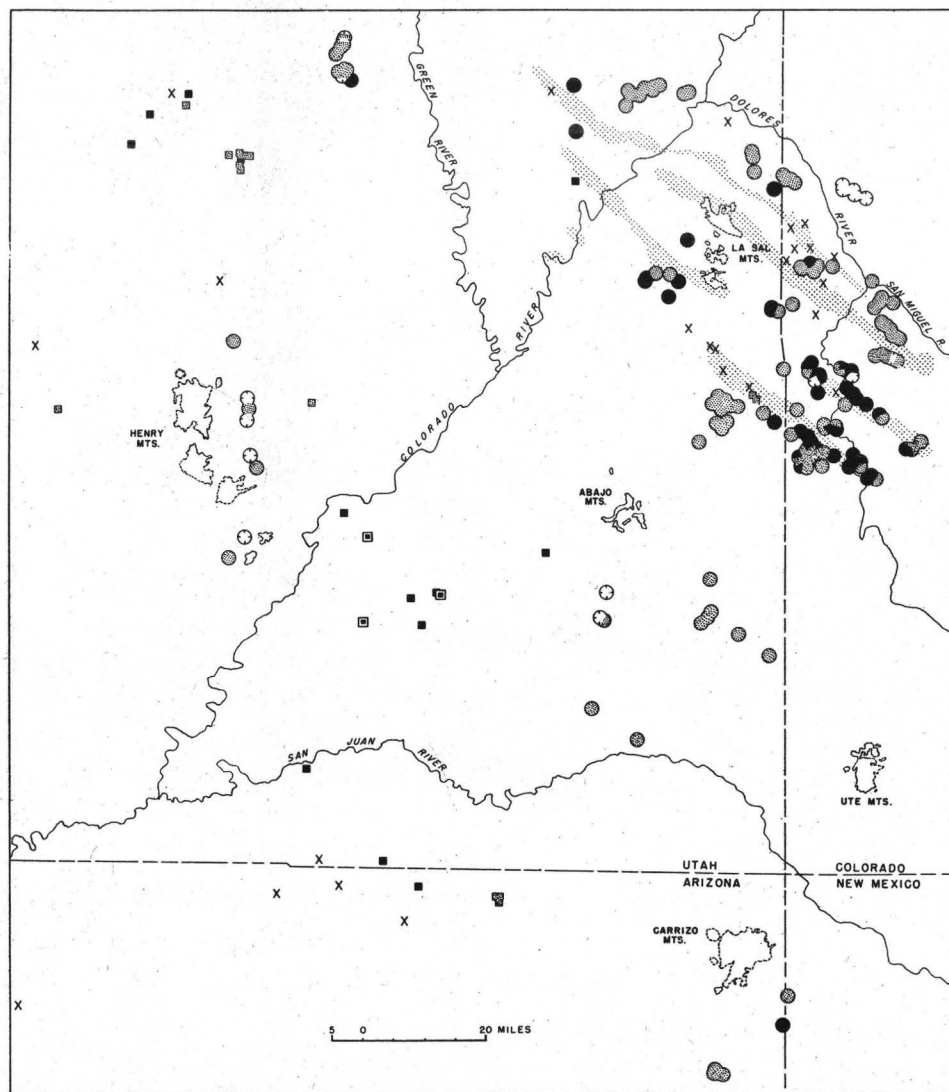 GREEN
RIVER
DOLORES
RIVER
LA SAL
MTS.
SAN MIGUEL R.
COLORADO
RIVER
HENRY
MTS.
ABAJO
MTS.
SAN JUAN
RIVER
UTE MTS.
UTAH
COLORADO
ARIZONA
NEW MEXICO
CARRIZO
MTS.
5 0 20 MILES